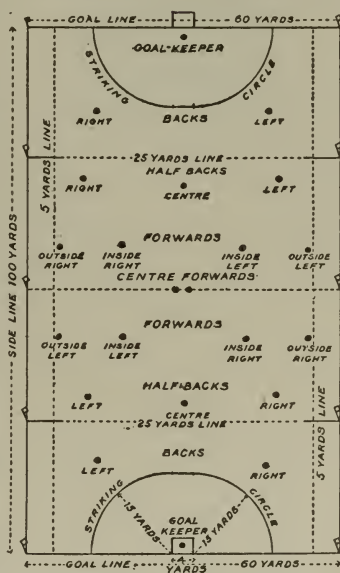 GOAL LINE 60 YARDS
GOAL-KEEPER
STRIKING CIRCLE
BACKS
RIGHT LEFT
5 YARDS LINE
25 YARDS LINE
HALF BACKS
RIGHT CENTRE LEFT
SIDE LINE 100 YARDS
FORWARDS
OUTSIDE RIGHT INSIDE RIGHT INSIDE LEFT OUTSIDE LEFT
CENTRE FORWARDS
FORWARDS
OUTSIDE LEFT INSIDE LEFT INSIDE RIGHT OUTSIDE RIGHT
HALF-BACKS
LEFT CENTRE RIGHT
25 YARDS LINE
5 YARDS LINE
BACKS
LEFT RIGHT
STRIKING CIRCLE
15 YARDS 15 YARDS
GOAL KEEPER
4
GOAL LINE YARDS 60 YARDS